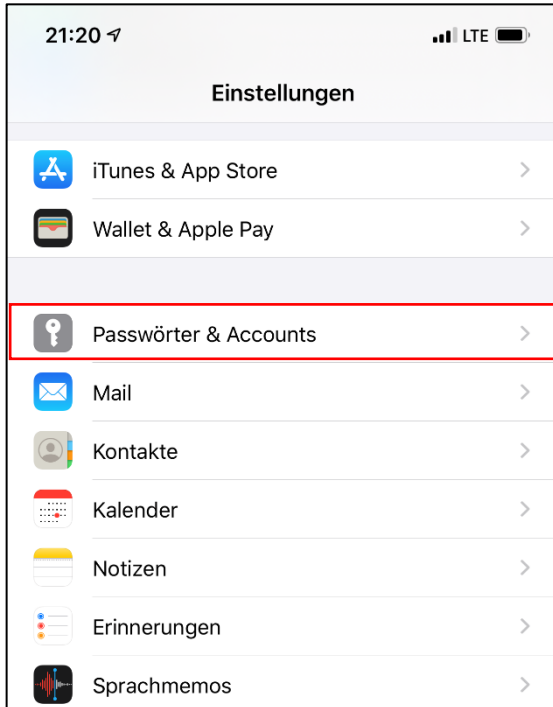 21:20 LTE
Einstellungen
iTunes & App Store
Wallet & Apple Pay
Passwörter & Accounts
Mail
Kontakte
Kalender
Notizen
Erinnerungen
Sprachmemos